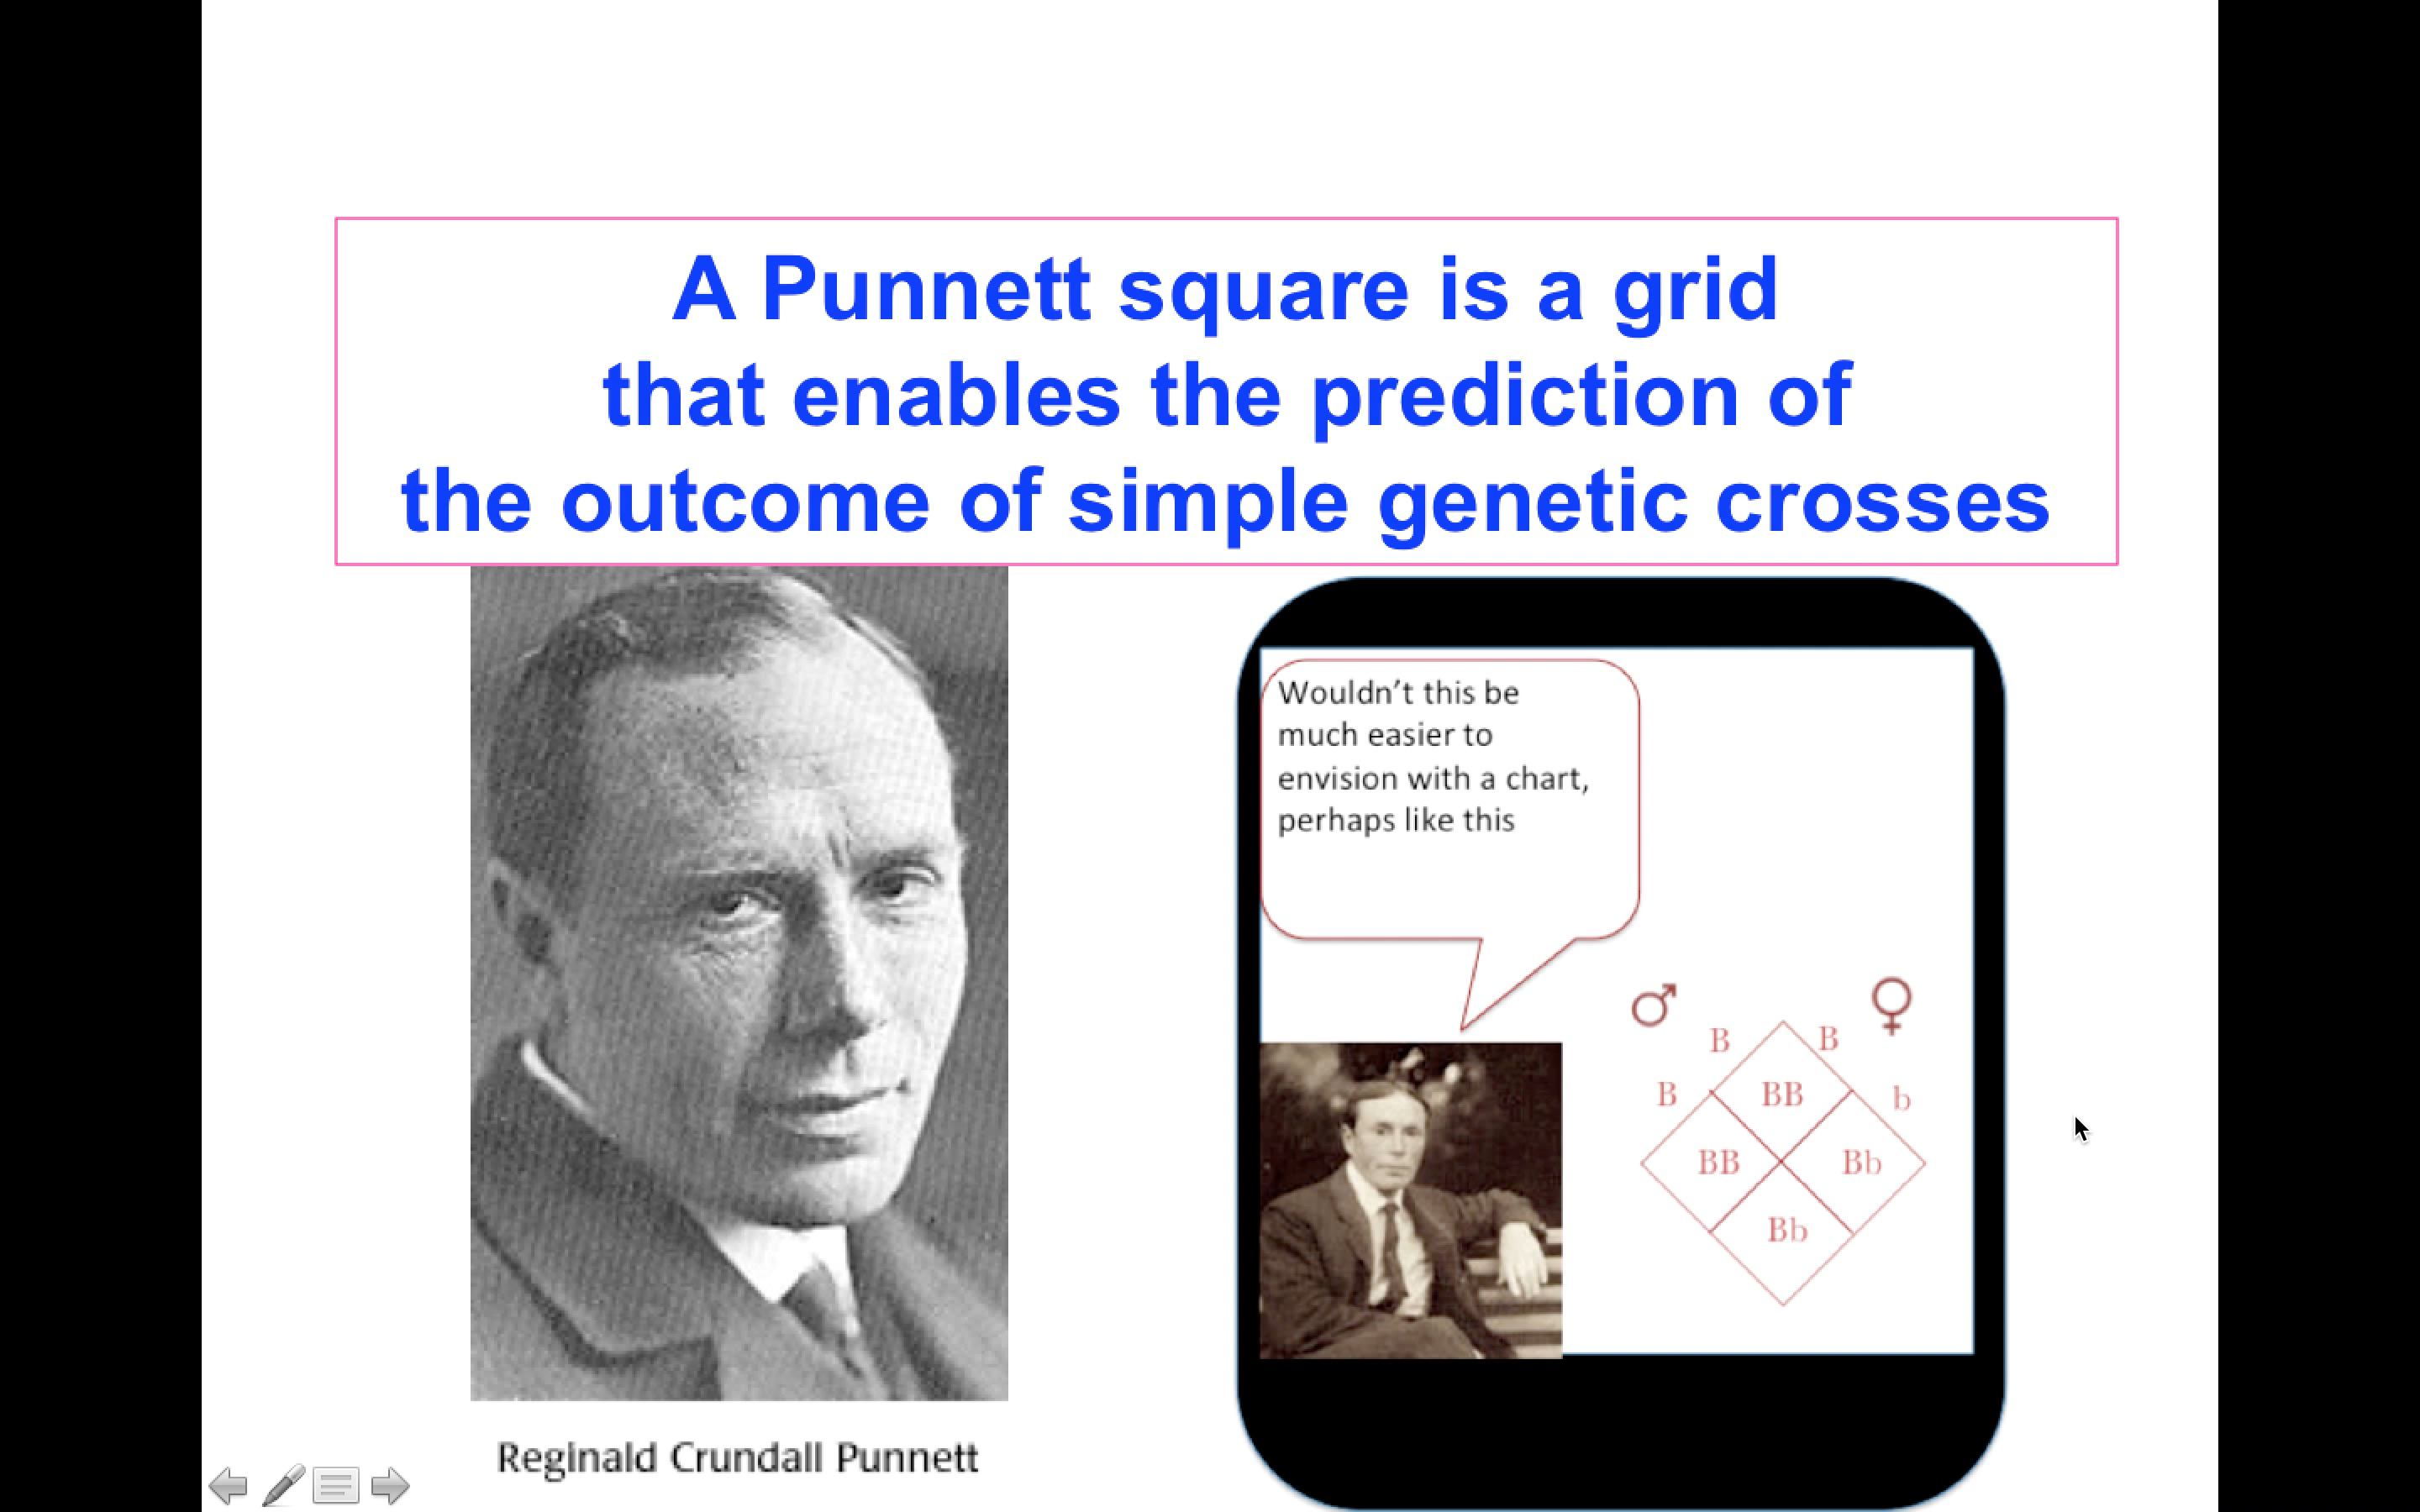 A Punnett square is a grid
that enables the prediction of
the outcome of simple genetic crosses
Wouldn't this be
much easier to
envision with a chart,
perhaps like this
♂ ♀
B B
B BB b
BB Bb
Bb
Reginald Crundall Punnett